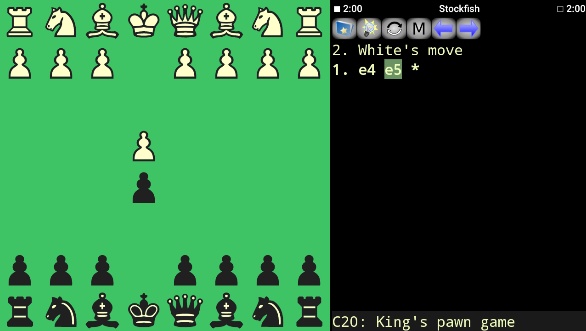 ■ 2:00 Stockfish □ 2:00
M
2. White's move
1. e4 e5 *
C20: King's pawn game